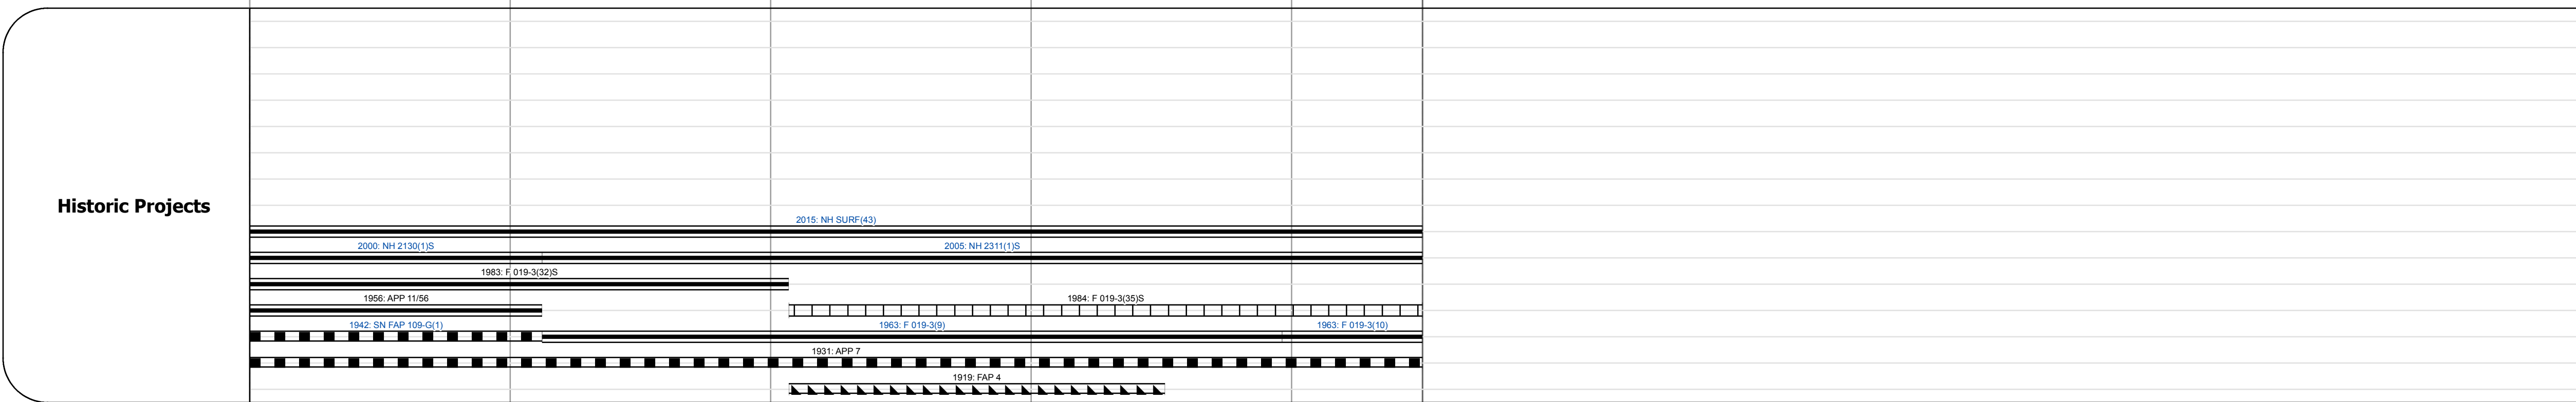 Historic Projects
2015: NH SURF(43)
2000: NH 2130(1)S
2005: NH 2311(1)S
1983: F 019-3(32)S
1956: APP 11/56
1984: F 019-3(35)S
1942: SN FAP 109-G(1)
1963: F 019-3(9)
1963: F 019-3(10)
1931: APP 7
1919: FAP 4